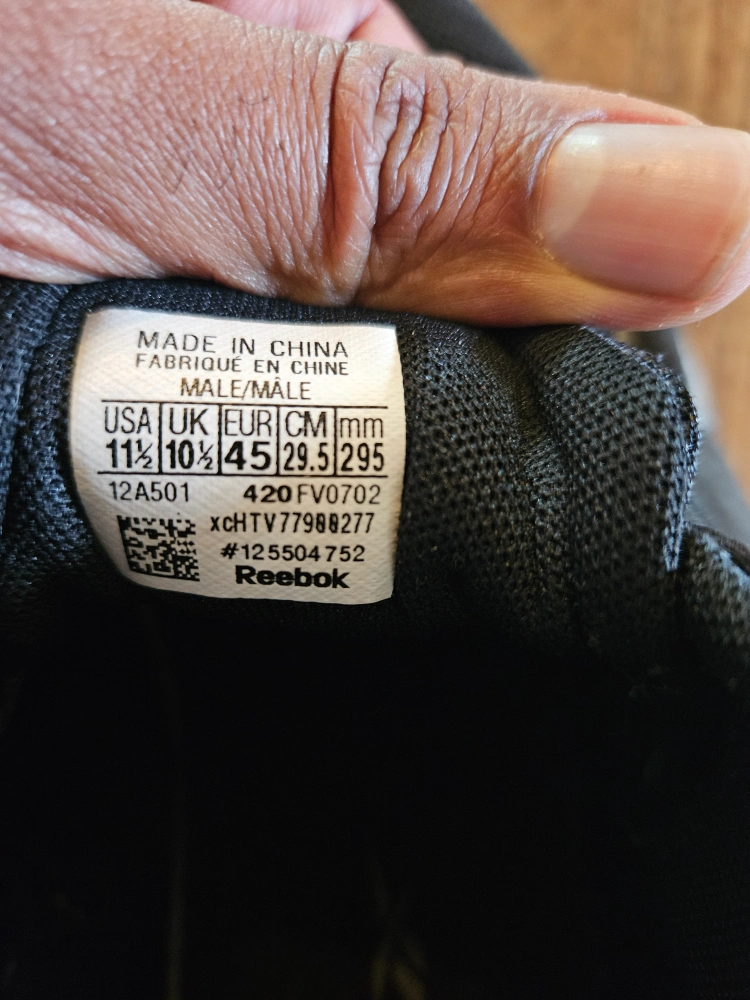 MADE IN CHINA
FABRIQUÉ EN CHINE
MALE/MÂLE
USA UK EUR CM mm
11½ 10½ 45 29.5 295
12A501 420 FV0702
xcHTV77988277
#125504752
Reebok